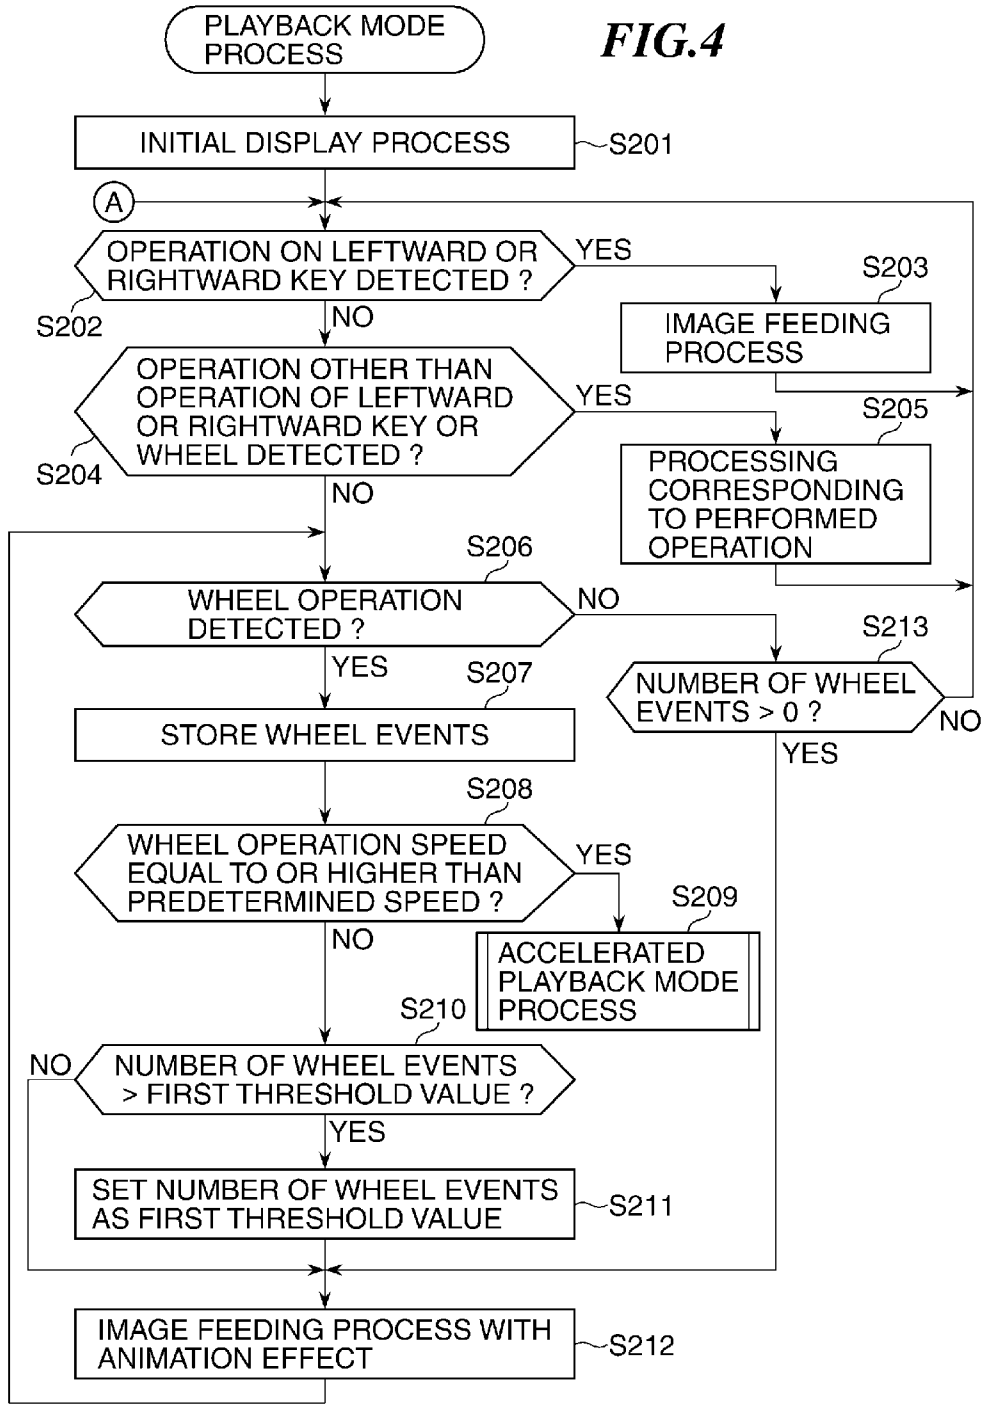 PLAYBACK MODE
PROCESS
FIG.4
INITIAL DISPLAY PROCESS
S201
A
OPERATION ON LEFTWARD OR
RIGHTWARD KEY DETECTED ?
YES
S202
NO
S203
IMAGE FEEDING
PROCESS
OPERATION OTHER THAN
OPERATION OF LEFTWARD
OR RIGHTWARD KEY OR
WHEEL DETECTED ?
YES
S204
NO
S205
PROCESSING
CORRESPONDING
TO PERFORMED
OPERATION
S206
WHEEL OPERATION
DETECTED ?
NO
YES
S213
NUMBER OF WHEEL
EVENTS > 0 ?
NO
YES
S207
STORE WHEEL EVENTS
S208
WHEEL OPERATION SPEED
EQUAL TO OR HIGHER THAN
PREDETERMINED SPEED ?
YES
NO
S209
ACCELERATED
PLAYBACK MODE
PROCESS
S210
NO
NUMBER OF WHEEL EVENTS
> FIRST THRESHOLD VALUE ?
YES
SET NUMBER OF WHEEL EVENTS
AS FIRST THRESHOLD VALUE
S211
IMAGE FEEDING PROCESS WITH
ANIMATION EFFECT
S212